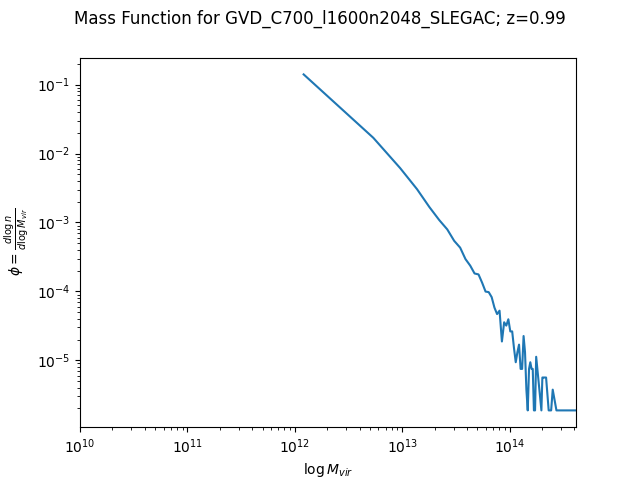 Mass Function for GVD_C700_l1600n2048_SLEGAC; z=0.99
10⁻¹
10⁻²
10⁻³
10⁻⁴
10⁻⁵
ϕ = d log n / d log M_vir
10¹⁰ 10¹¹ 10¹² 10¹³ 10¹⁴
log M_vir